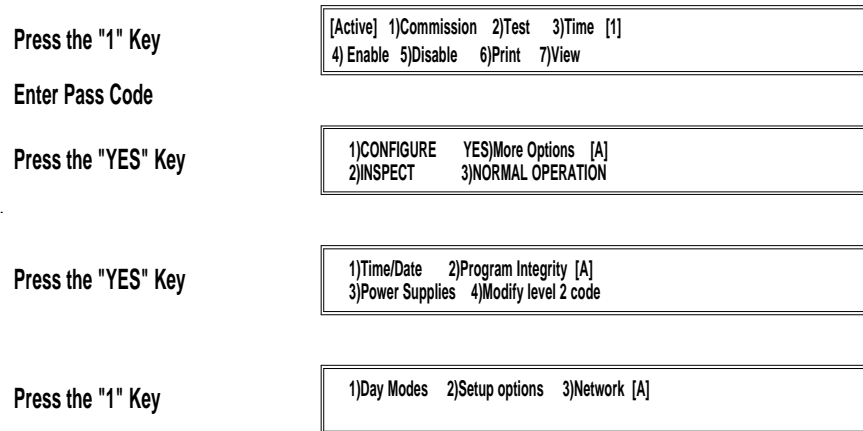 Press the "1" Key
[Active] 1)Commission 2)Test 3)Time [1]
4) Enable 5)Disable 6)Print 7)View
Enter Pass Code
Press the "YES" Key
1)CONFIGURE YES)More Options [A]
2)INSPECT 3)NORMAL OPERATION
Press the "YES" Key
1)Time/Date 2)Program Integrity [A]
3)Power Supplies 4)Modify level 2 code
Press the "1" Key
1)Day Modes 2)Setup options 3)Network [A]